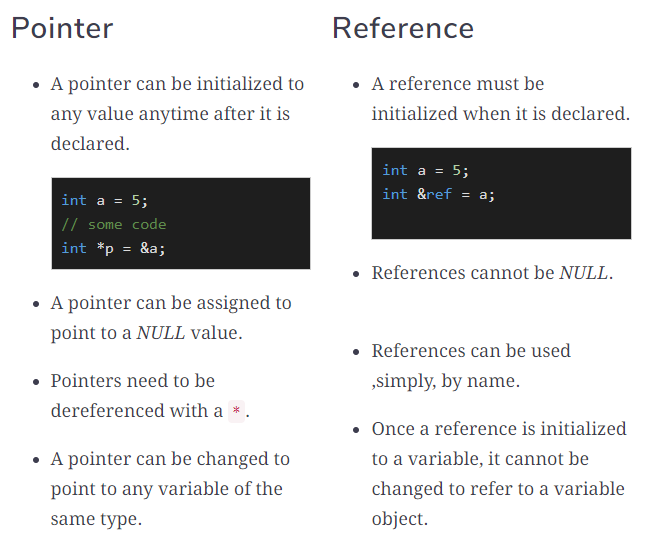 Pointer
• A pointer can be initialized to
any value anytime after it is
declared.
int a = 5;
// some code
int *p = &a;
• A pointer can be assigned to
point to a NULL value.
• Pointers need to be
dereferenced with a * .
• A pointer can be changed to
point to any variable of the
same type.
Reference
• A reference must be
initialized when it is declared.
int a = 5;
int &ref = a;
• References cannot be NULL.
• References can be used
,simply, by name.
• Once a reference is initialized
to a variable, it cannot be
changed to refer to a variable
object.